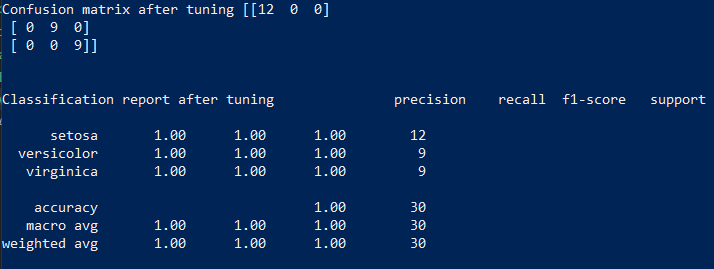 Confusion matrix after tuning [[12  0  0]
 [ 0  9  0]
 [ 0  0  9]]
Classification report after tuning               precision    recall  f1-score   support
      setosa       1.00      1.00      1.00        12
  versicolor       1.00      1.00      1.00         9
   virginica       1.00      1.00      1.00         9
    accuracy                           1.00        30
   macro avg       1.00      1.00      1.00        30
weighted avg       1.00      1.00      1.00        30